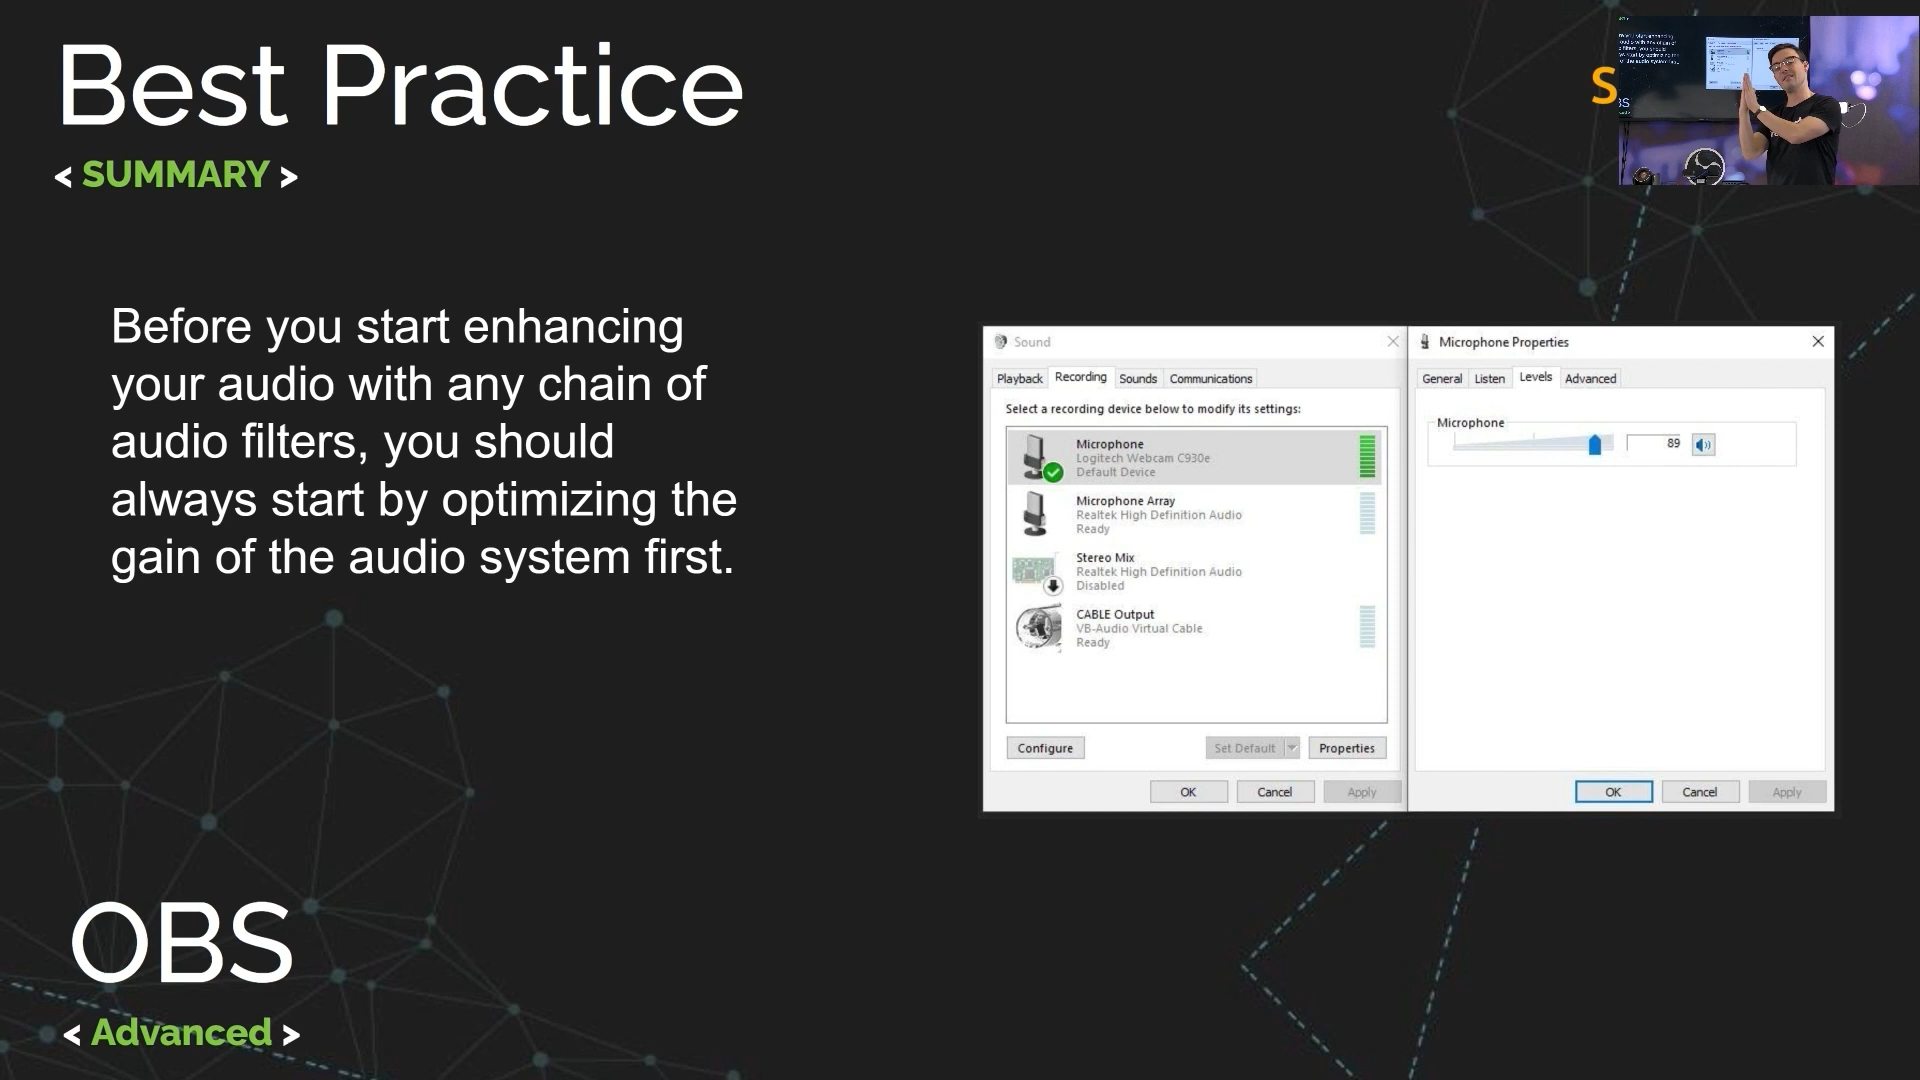 Best Practice
< SUMMARY >
S
Before you start enhancing
your audio with any chain of
audio filters, you should
always start by optimizing the
gain of the audio system first.
Sound
Playback Recording Sounds Communications
Select a recording device below to modify its settings:
Microphone
Logitech Webcam C930e
Default Device
Microphone Array
Realtek High Definition Audio
Ready
Stereo Mix
Realtek High Definition Audio
Disabled
CABLE Output
VB-Audio Virtual Cable
Ready
Configure Set Default Properties
OK Cancel Apply
Microphone Properties
General Listen Levels Advanced
Microphone
89
OK Cancel Apply
OBS
< Advanced >